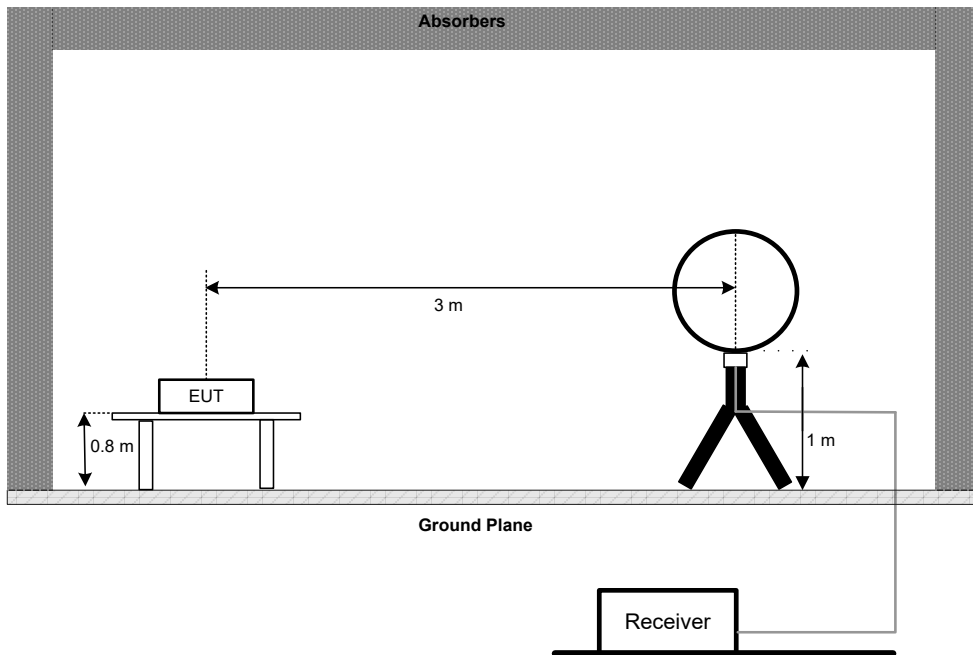 Absorbers
3 m
EUT
0.8 m
1 m
Ground Plane
Receiver